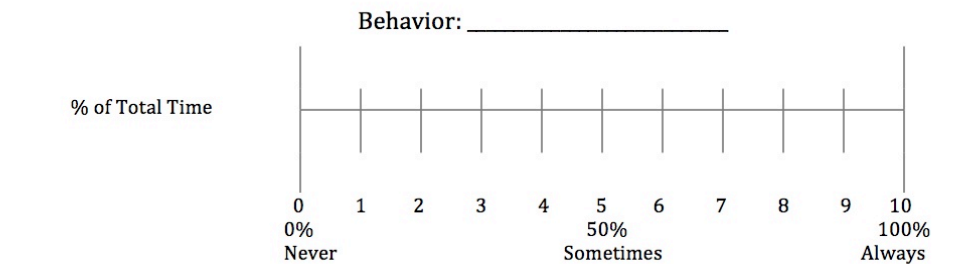 Behavior: __________________________
% of Total Time
0 1 2 3 4 5 6 7 8 9 10
0% 50% 100%
Never Sometimes Always